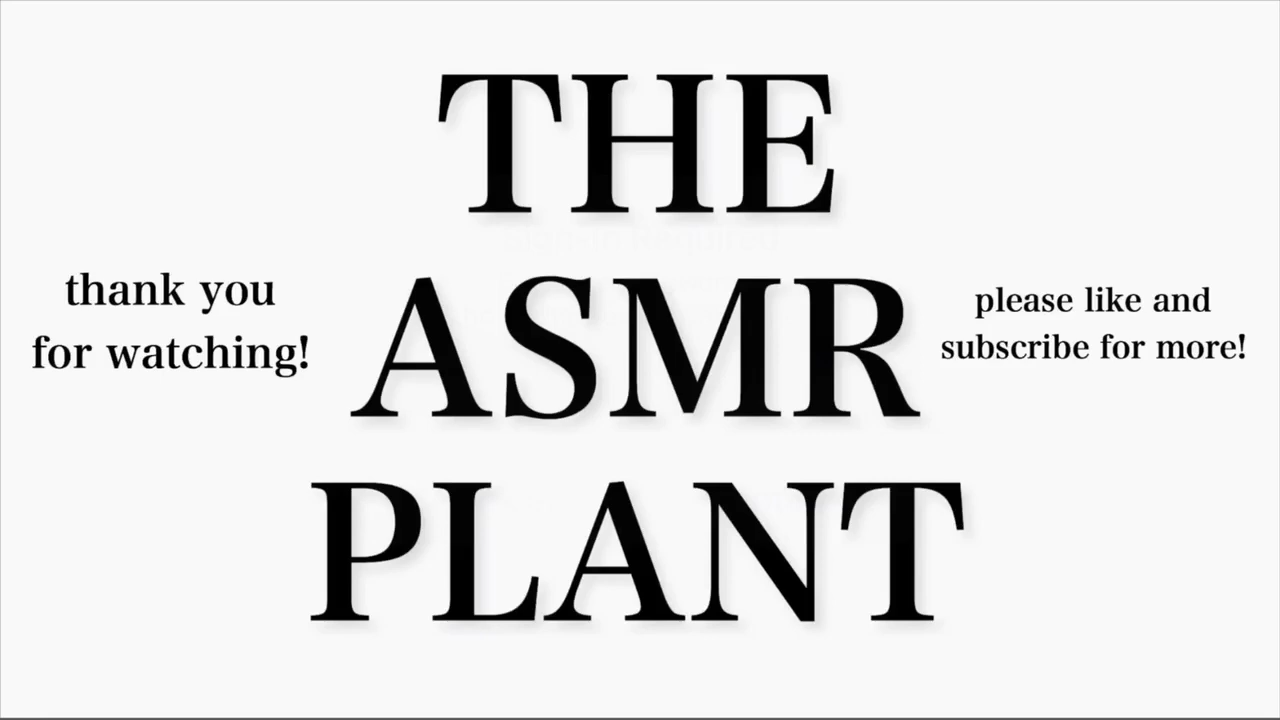 THE
ASMR
PLANT
thank you
for watching!
please like and
subscribe for more!